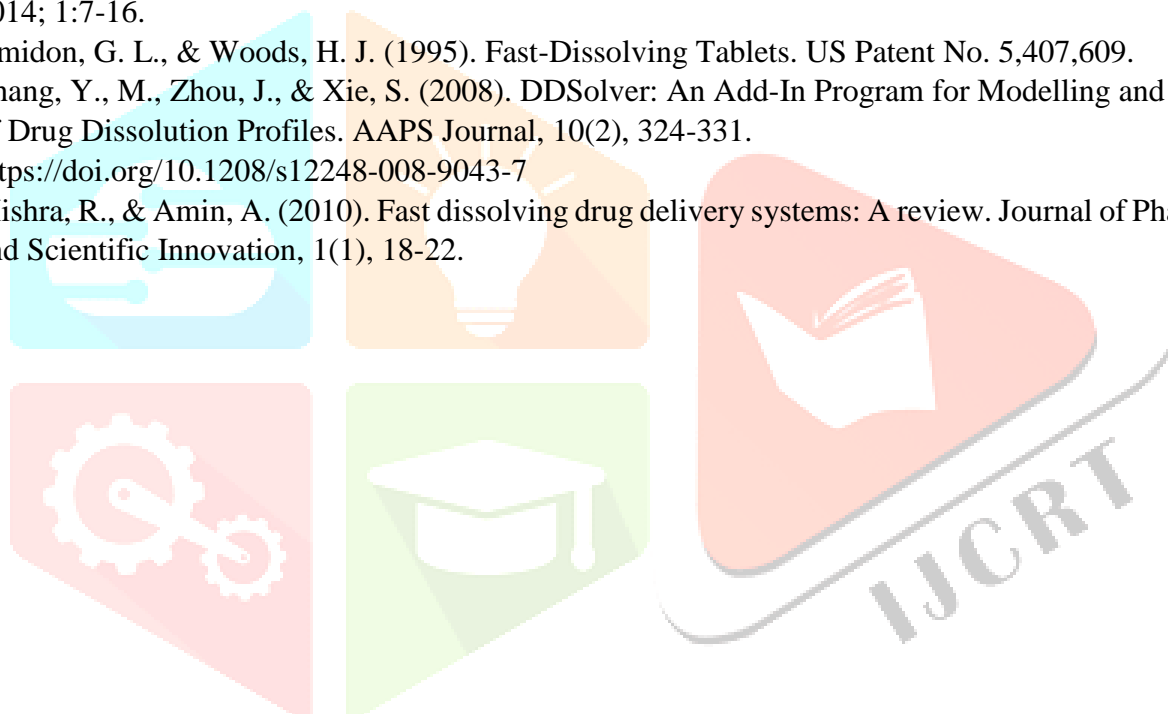 014; 1:7-16.
midon, G. L., & Woods, H. J. (1995). Fast-Dissolving Tablets. US Patent No. 5,407,609.
hang, Y., M., Zhou, J., & Xie, S. (2008). DDSolver: An Add-In Program for Modelling and
f Drug Dissolution Profiles. AAPS Journal, 10(2), 324-331.
tps://doi.org/10.1208/s12248-008-9043-7
ishra, R., & Amin, A. (2010). Fast dissolving drug delivery systems: A review. Journal of Pha
nd Scientific Innovation, 1(1), 18-22.
IJCRT